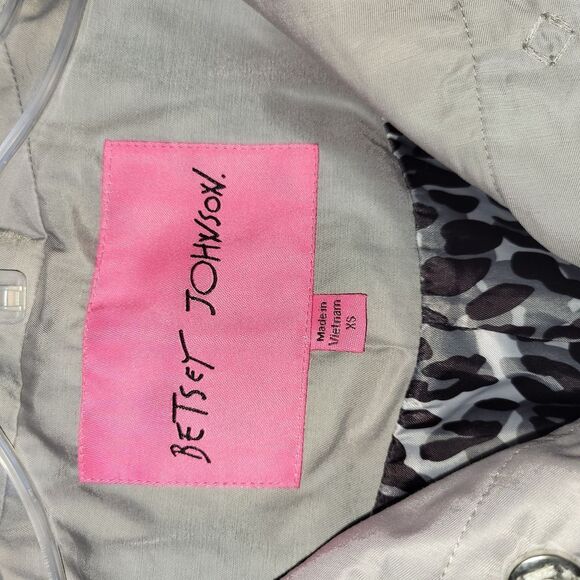 BETSEY JOHNSON.
Made in
Vietnam
XS